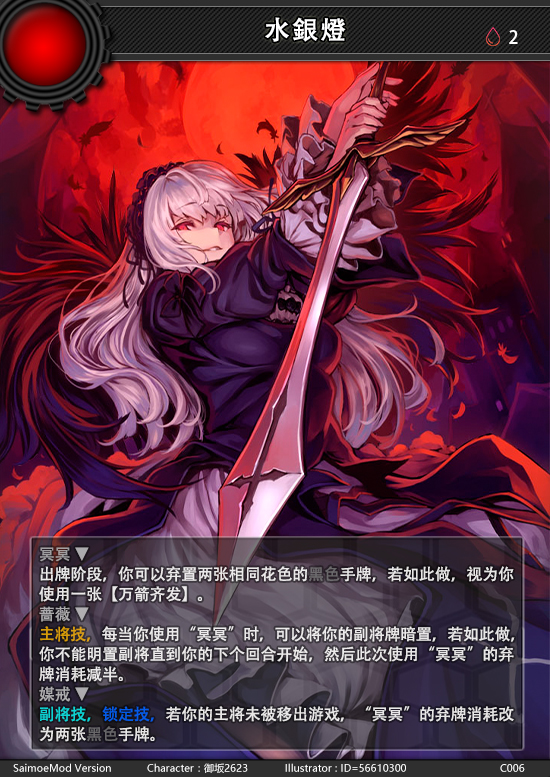 水銀燈
2
冥冥▼
出牌阶段，你可以弃置两张相同花色的黑色手牌，若如此做，视为你
使用一张【万箭齐发】。
蔷薇▼
主将技，每当你使用“冥冥”时，可以将你的副将牌暗置，若如此做，
你不能明置副将直到你的下个回合开始，然后此次使用“冥冥”的弃
牌消耗减半。
媒戒▼
副将技，锁定技，若你的主将未被移出游戏，“冥冥”的弃牌消耗改
为两张黑色手牌。
SaimoeMod Version Character : 御坂2623 Illustrator : ID=56610300 C006